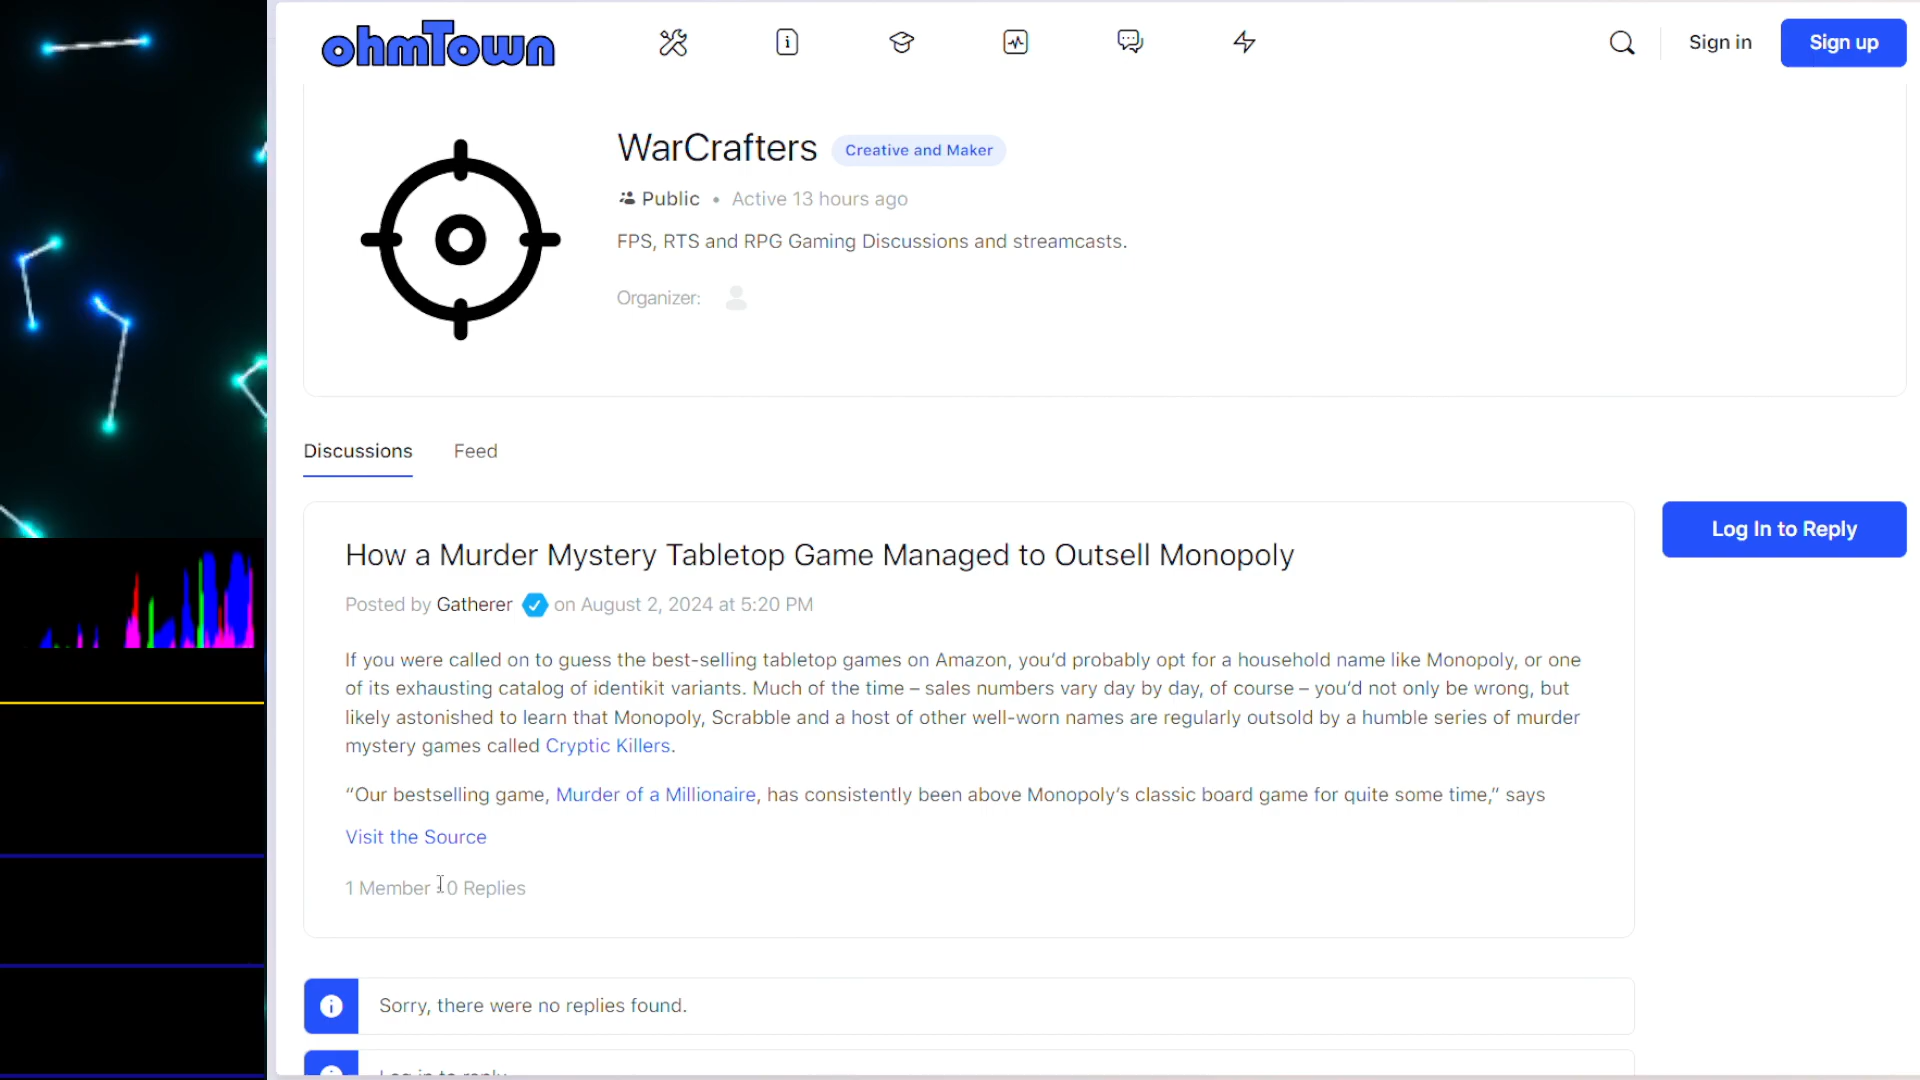 ohmTown
Sign in
Sign up
WarCrafters
Creative and Maker
Public • Active 13 hours ago
FPS, RTS and RPG Gaming Discussions and streamcasts.
Organizer:
Discussions
Feed
How a Murder Mystery Tabletop Game Managed to Outsell Monopoly
Log In to Reply
Posted by Gatherer on August 2, 2024 at 5:20 PM
If you were called on to guess the best-selling tabletop games on Amazon, you’d probably opt for a household name like Monopoly, or one
of its exhausting catalog of identikit variants. Much of the time – sales numbers vary day by day, of course – you’d not only be wrong, but
likely astonished to learn that Monopoly, Scrabble and a host of other well-worn names are regularly outsold by a humble series of murder
mystery games called Cryptic Killers.
“Our bestselling game, Murder of a Millionaire, has consistently been above Monopoly’s classic board game for quite some time,” says
Visit the Source
1 Member 0 Replies
Sorry, there were no replies found.
Log in to reply.